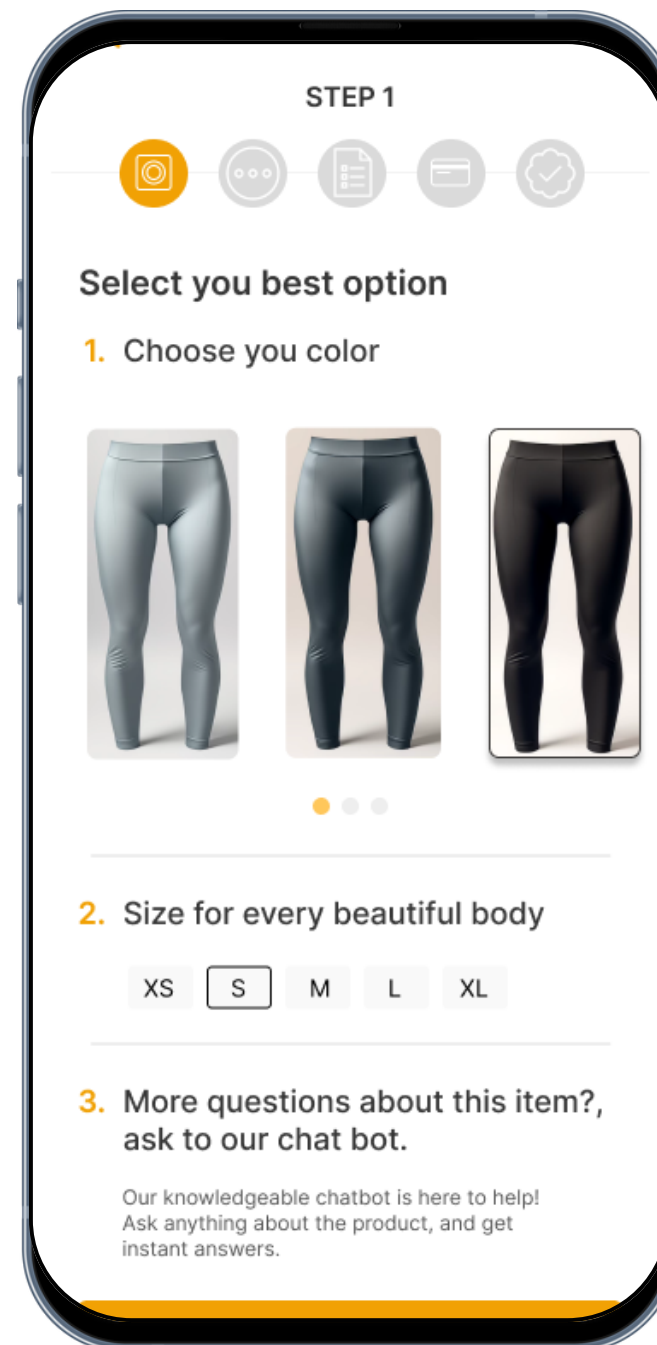 STEP 1
Select you best option
1. Choose you color
2. Size for every beautiful body
XS S M L XL
3. More questions about this item?,
ask to our chat bot.
Our knowledgeable chatbot is here to help!
Ask anything about the product, and get
instant answers.